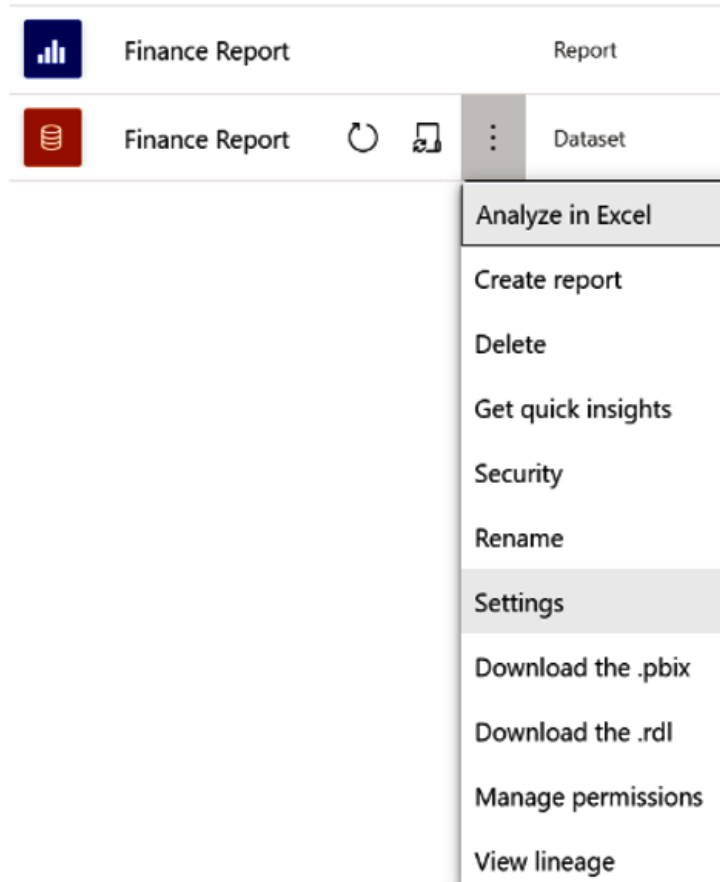 Finance Report Report
Finance Report Dataset
Analyze in Excel
Create report
Delete
Get quick insights
Security
Rename
Settings
Download the .pbix
Download the .rdl
Manage permissions
View lineage